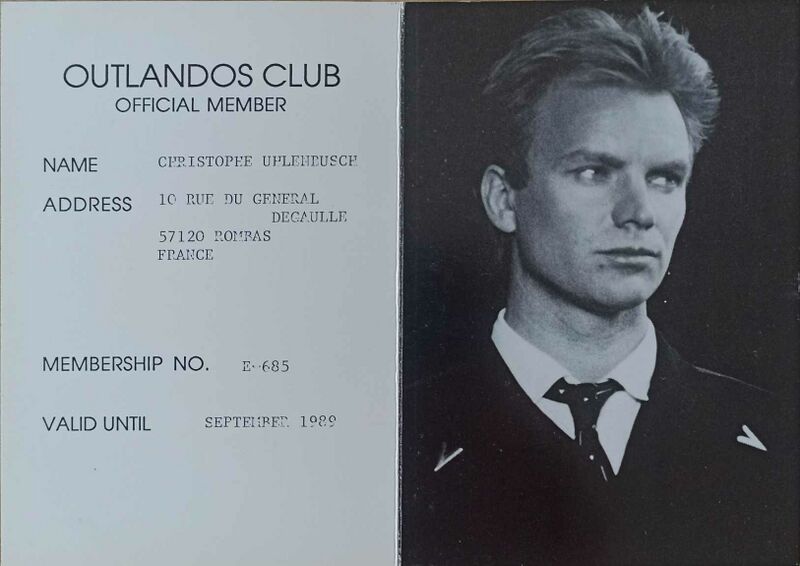 OUTLANDOS CLUB
OFFICIAL MEMBER
NAME CHRISTOPHE UHLENBUSCH
ADDRESS 10 RUE DU GENERAL
DEGAULLE
57120 ROMBAS
FRANCE
MEMBERSHIP NO. E-685
VALID UNTIL SEPTEMBER 1989